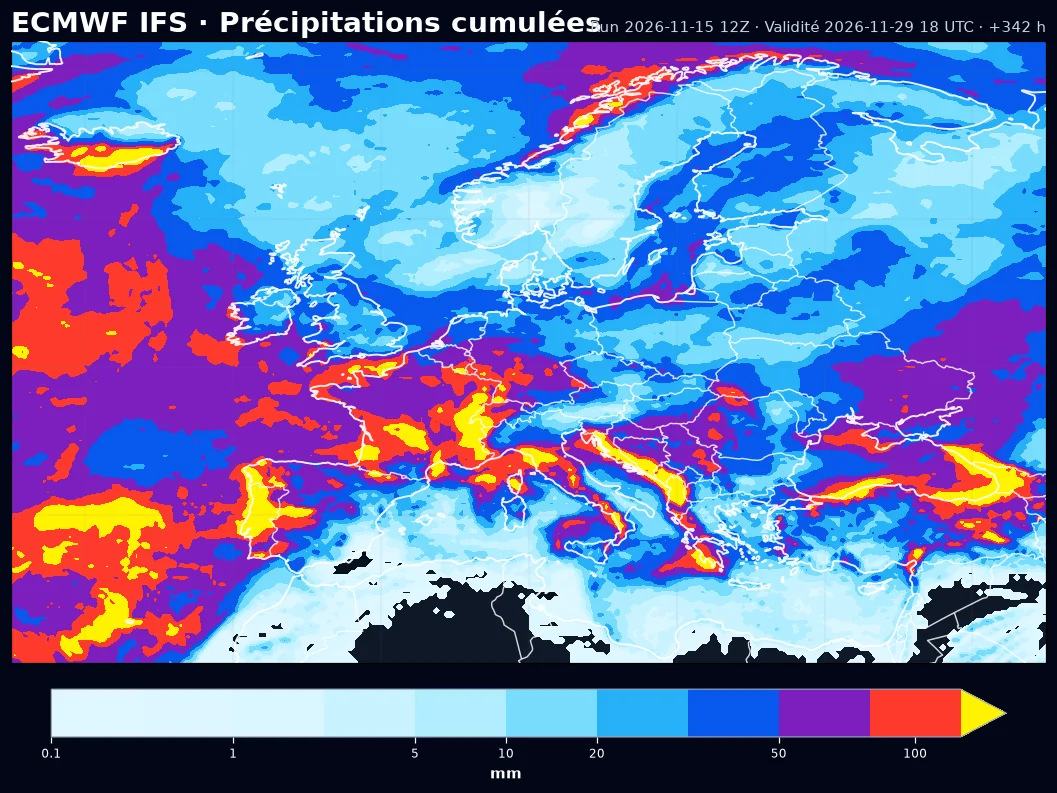 ECMWF IFS · Précipitations cumulées
Run 2026-11-15 12Z · Validité 2026-11-29 18 UTC · +342 h
0.1 1 5 10 20 50 100
mm